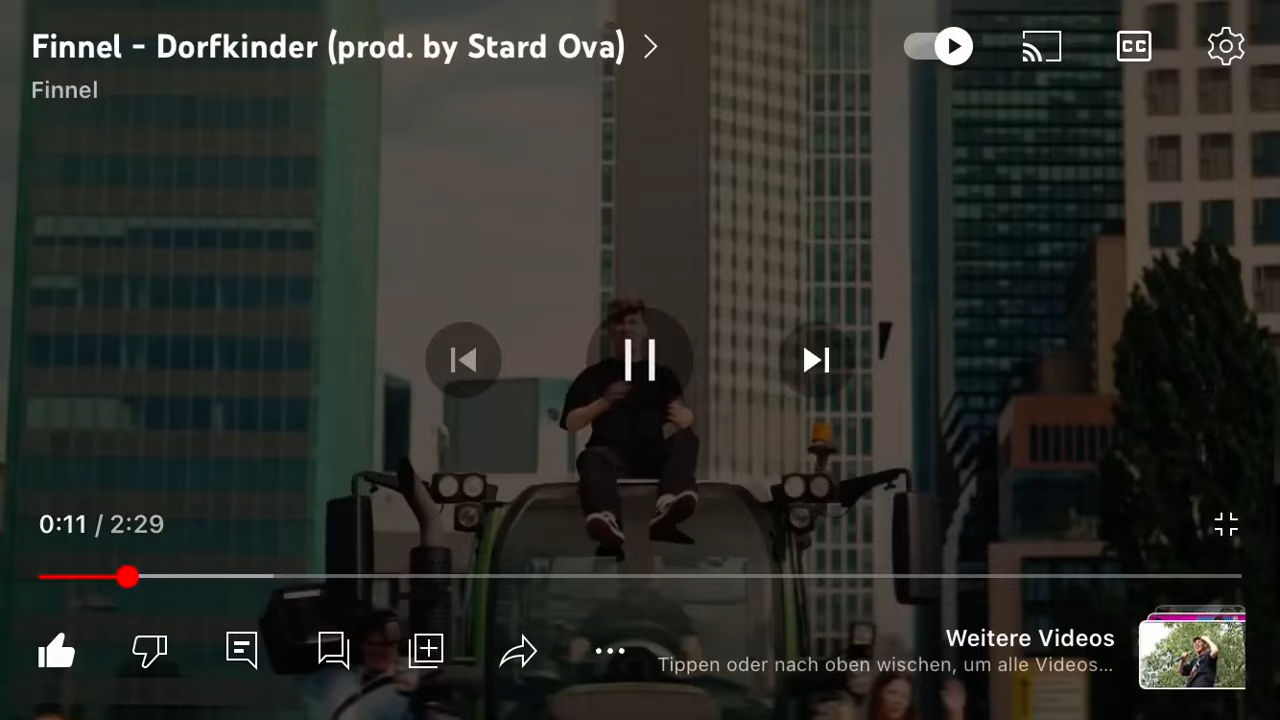 Finnel - Dorfkinder (prod. by Stard Ova)
Finnel
CC
0:11 / 2:29
Weitere Videos
Tippen oder nach oben wischen, um alle Videos...